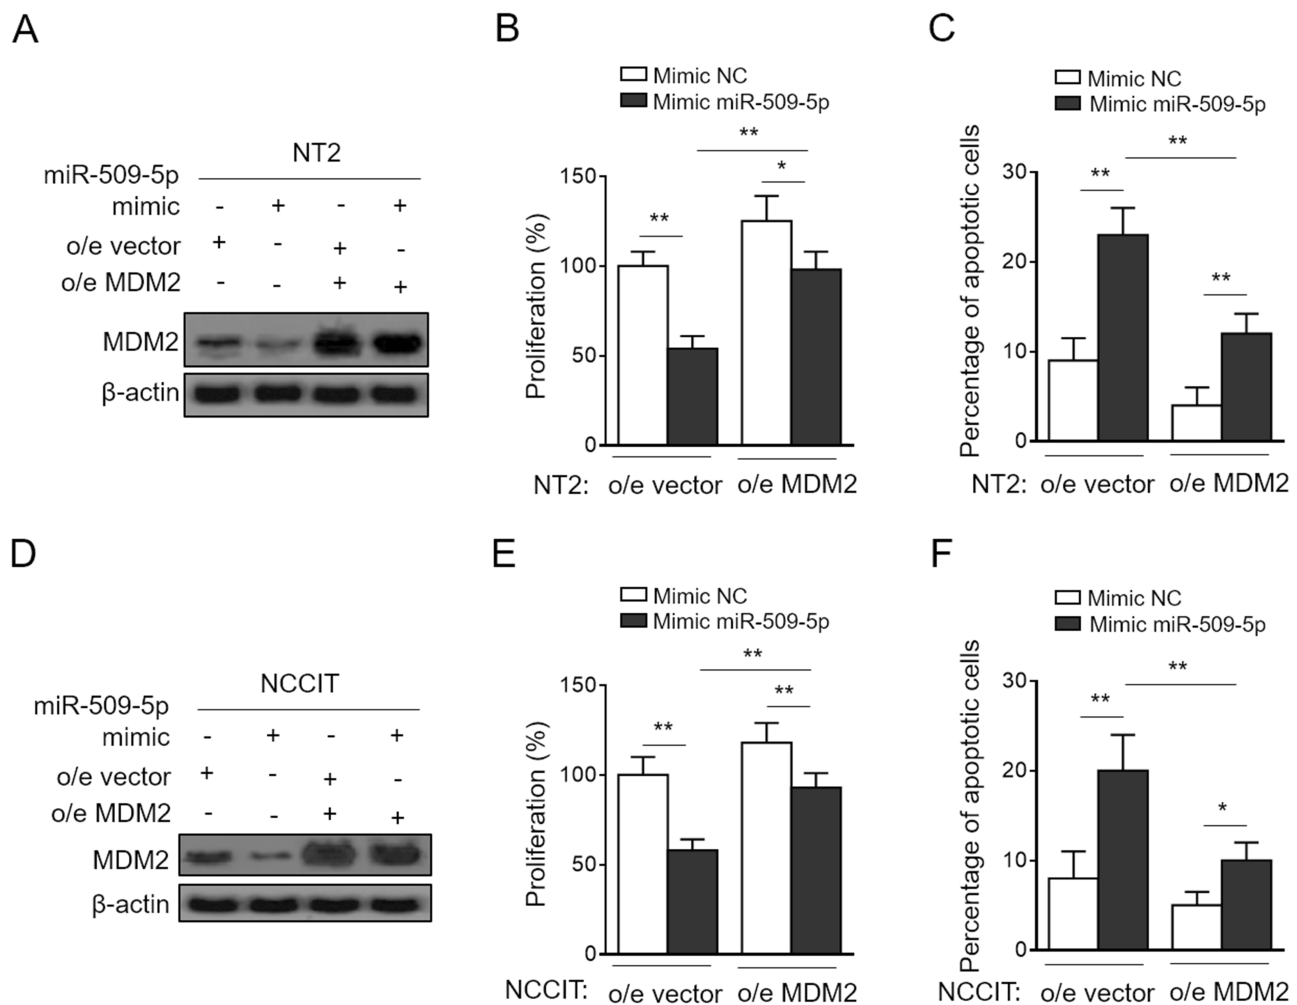 A
NT2
miR-509-5p
mimic - + - +
o/e vector + - + -
o/e MDM2 - - + +
MDM2
β-actin
B
Mimic NC
Mimic miR-509-5p
**
*
**
Proliferation (%)
150
100
50
0
NT2: o/e vector o/e MDM2
C
Mimic NC
Mimic miR-509-5p
**
**
**
Percentage of apoptotic cells
30
20
10
0
NT2: o/e vector o/e MDM2
D
NCCIT
miR-509-5p
mimic - + - +
o/e vector + - + -
o/e MDM2 - - + +
MDM2
β-actin
E
Mimic NC
Mimic miR-509-5p
**
**
**
Proliferation (%)
150
100
50
0
NCCIT: o/e vector o/e MDM2
F
Mimic NC
Mimic miR-509-5p
**
**
*
Percentage of apoptotic cells
30
20
10
0
NCCIT: o/e vector o/e MDM2